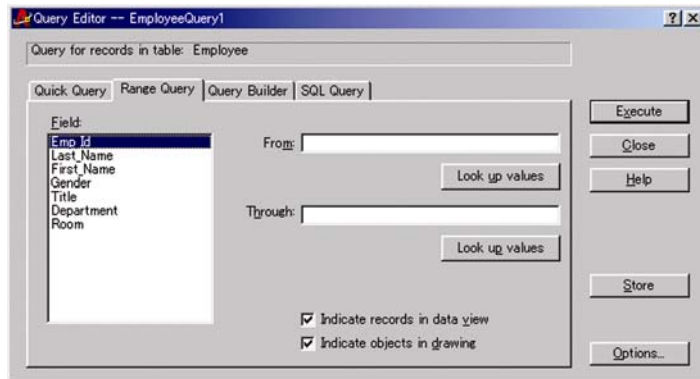 Query Editor -- EmployeeQuery1
Query for records in table: Employee
Quick Query
Range Query
Query Builder
SQL Query
Field:
Emp_Id
Last_Name
First_Name
Gender
Title
Department
Room
From:
Look up values
Through:
Look up values
Indicate records in data view
Indicate objects in drawing
Execute
Close
Help
Store
Options...